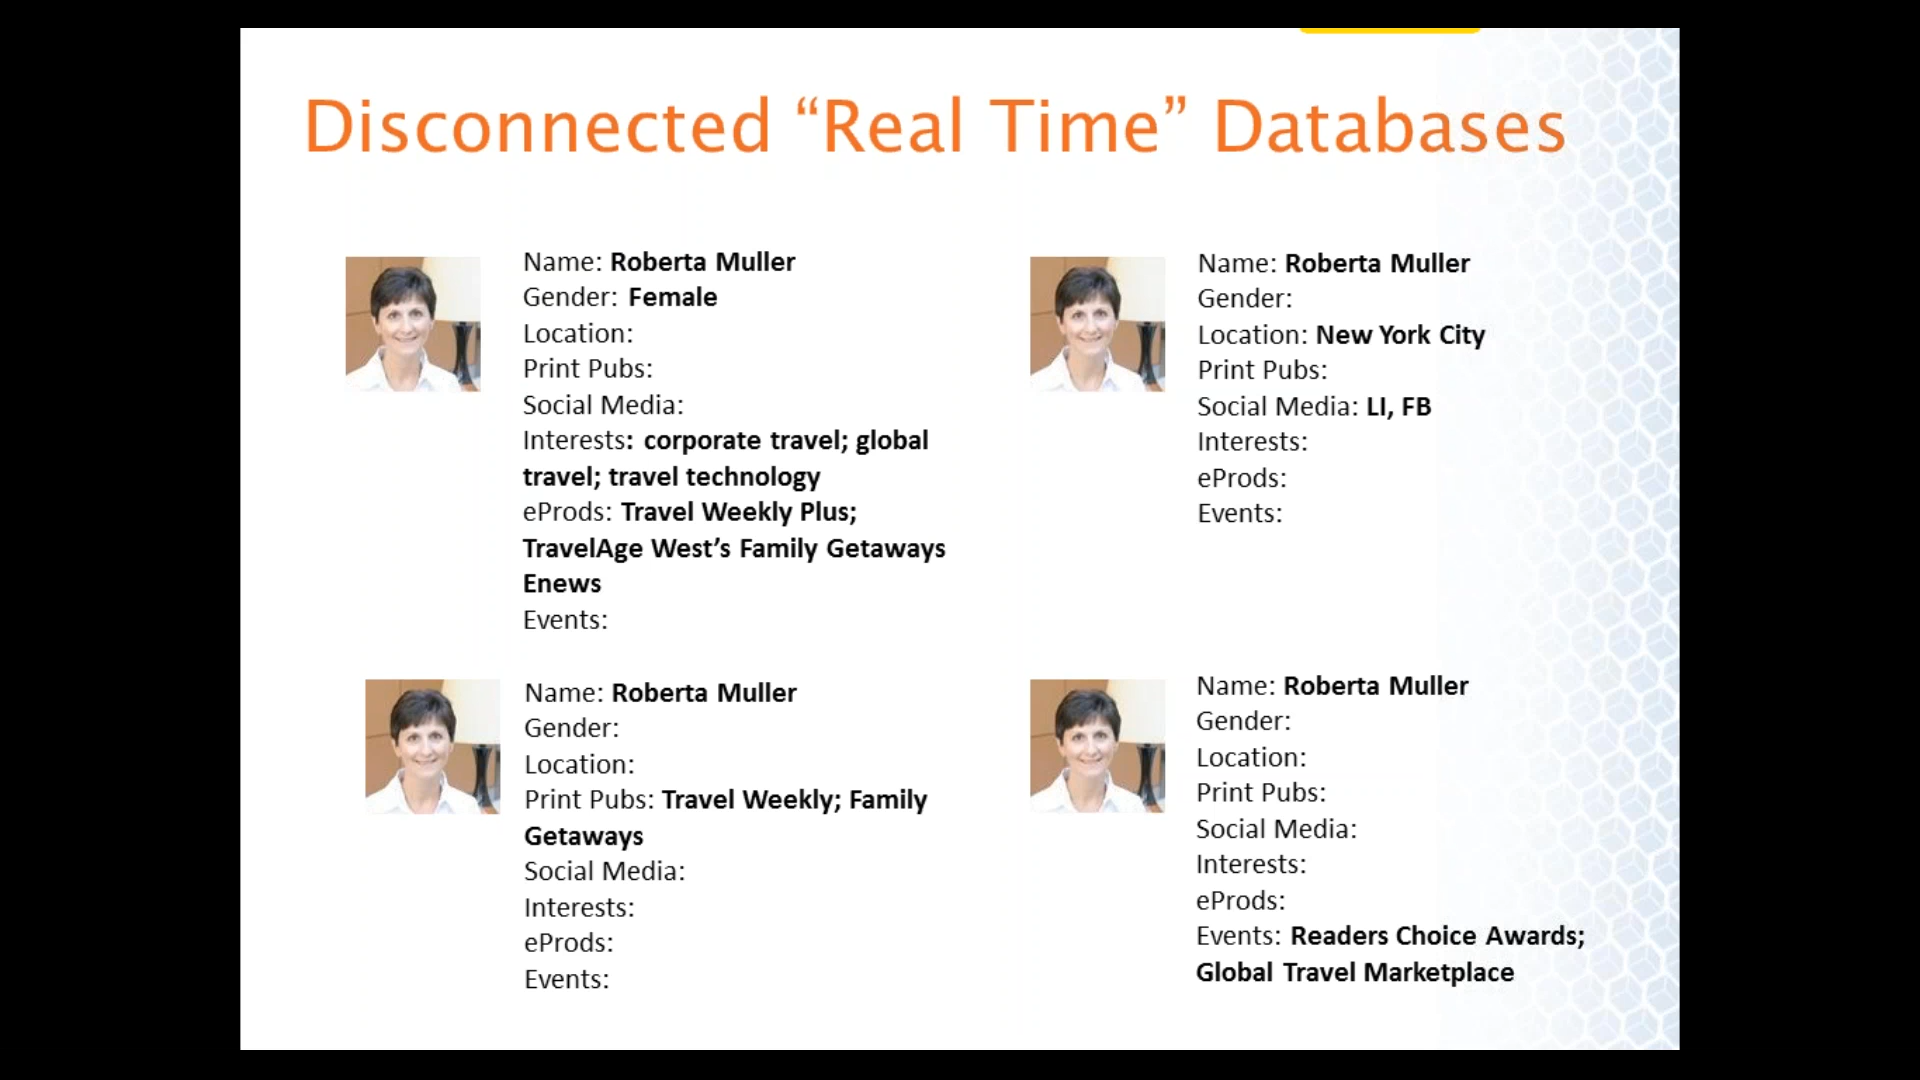 Disconnected “Real Time” Databases
Name: Roberta Muller
Gender: Female
Location:
Print Pubs:
Social Media:
Interests: corporate travel; global
travel; travel technology
eProds: Travel Weekly Plus;
TravelAge West’s Family Getaways
Enews
Events:
Name: Roberta Muller
Gender:
Location: New York City
Print Pubs:
Social Media: LI, FB
Interests:
eProds:
Events:
Name: Roberta Muller
Gender:
Location:
Print Pubs: Travel Weekly; Family
Getaways
Social Media:
Interests:
eProds:
Events:
Name: Roberta Muller
Gender:
Location:
Print Pubs:
Social Media:
Interests:
eProds:
Events: Readers Choice Awards;
Global Travel Marketplace